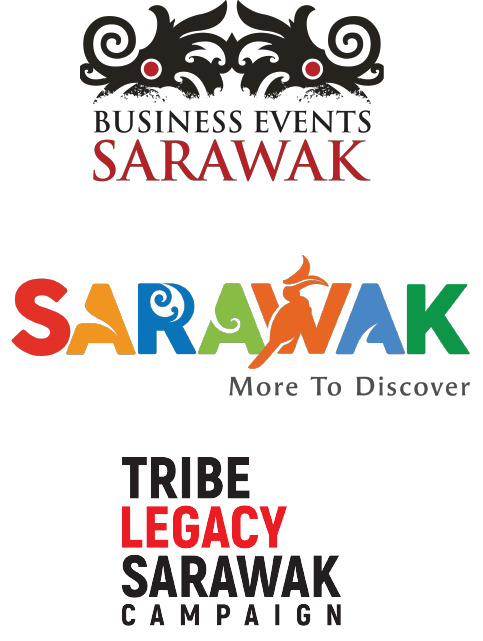 BUSINESS EVENTS
SARAWAK
SARAWAK
More To Discover
TRIBE
LEGACY
SARAWAK
CAMPAIGN